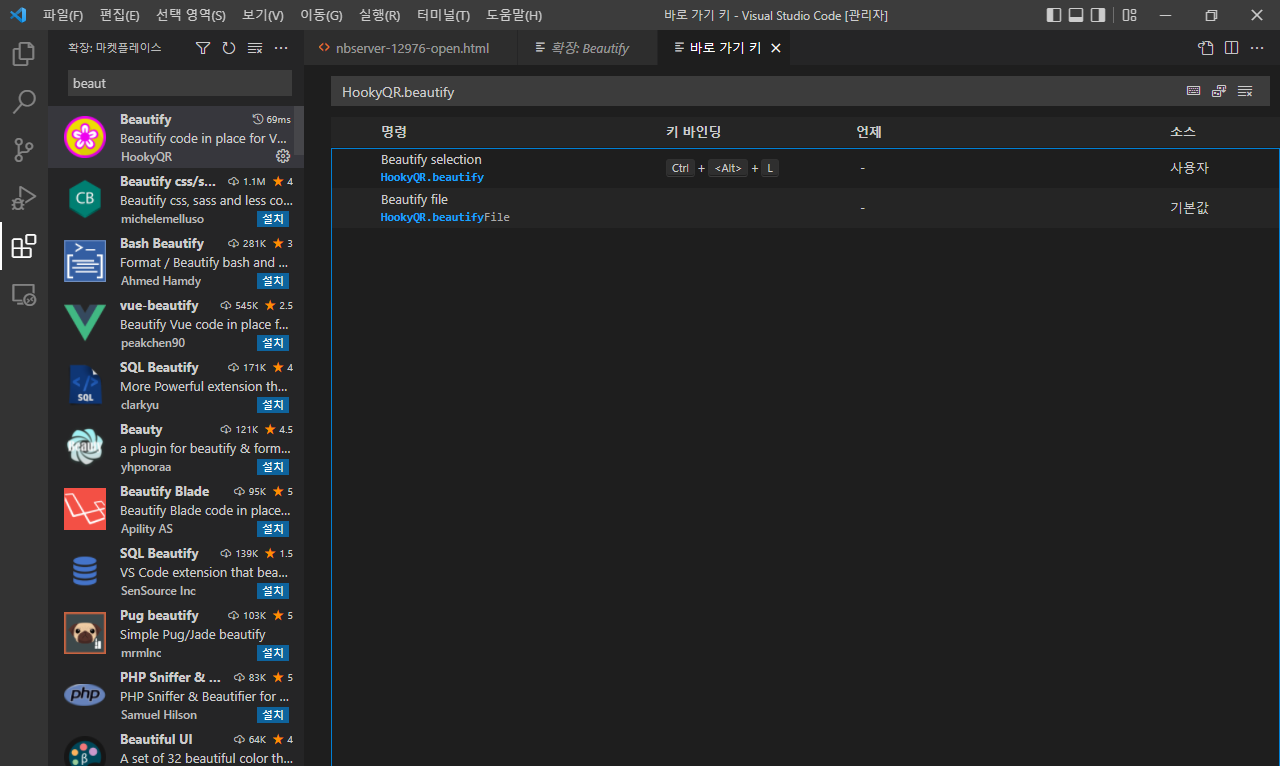 파일(F) 편집(E) 선택 영역(S) 보기(V) 이동(G) 실행(R) 터미널(T) 도움말(H) 바로 가기 키 - Visual Studio Code [관리자]
확장: 마켓플레이스
beaut
Beautify 69ms
Beautify code in place for V...
HookyQR
Beautify css/s... 1.1M ★ 4
Beautify css, sass and less co...
michelemelluso 설치
Bash Beautify 281K ★ 3
Format / Beautify bash and ...
Ahmed Hamdy 설치
vue-beautify 545K ★ 2.5
Beautify Vue code in place f...
peakchen90 설치
SQL Beautify 171K ★ 4
More Powerful extension th...
clarkyu 설치
Beauty 121K ★ 4.5
a plugin for beautify & form...
yhpnoraa 설치
Beautify Blade 95K ★ 5
Beautify Blade code in place...
Apility AS 설치
SQL Beautify 139K ★ 1.5
VS Code extension that bea...
SenSource Inc 설치
Pug beautify 103K ★ 5
Simple Pug/Jade beautify
mrmlnc 설치
PHP Sniffer & ... 83K ★ 5
PHP Sniffer & Beautifier for ...
Samuel Hilson 설치
Beautiful UI 64K ★ 4
A set of 32 beautiful color th...
CB
SQL
php
nbserver-12976-open.html 확장: Beautify 바로 가기 키
HookyQR.beautify
명령 키 바인딩 언제 소스
Beautify selection Ctrl + <Alt> + L - 사용자
HookyQR.beautify
Beautify file - 기본값
HookyQR.beautifyFile